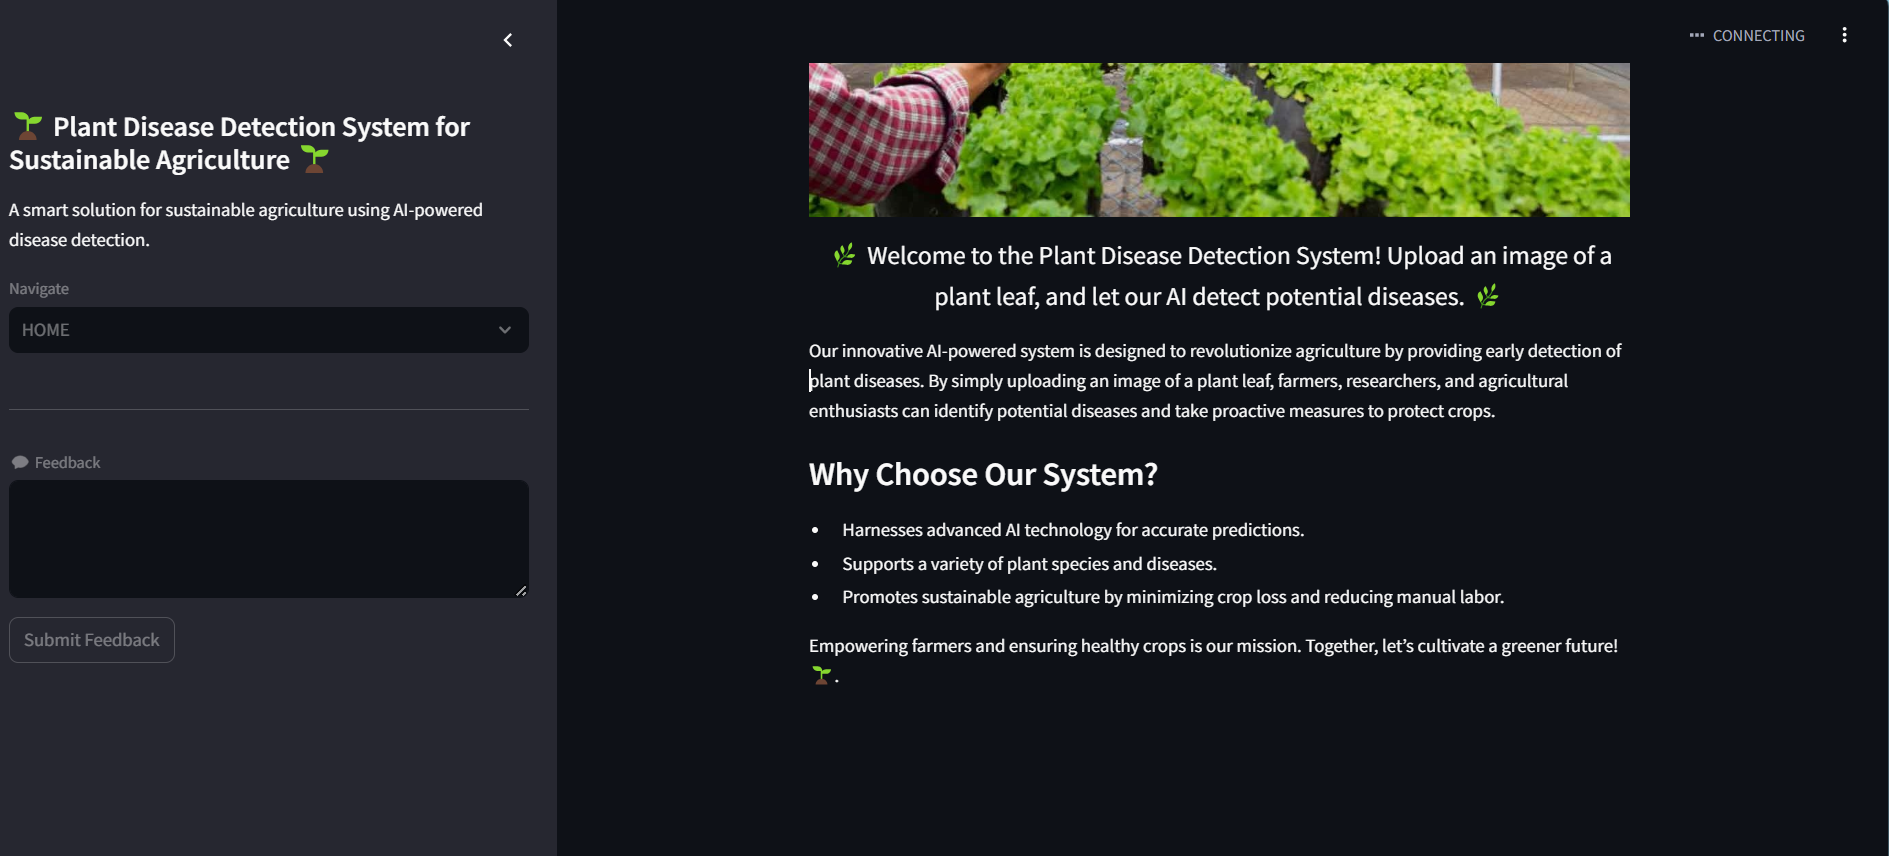 🌱 Plant Disease Detection System for
Sustainable Agriculture 🌱
A smart solution for sustainable agriculture using AI-powered
disease detection.
Navigate
HOME
💬 Feedback
Submit Feedback
CONNECTING
🌿 Welcome to the Plant Disease Detection System! Upload an image of a
plant leaf, and let our AI detect potential diseases. 🌿
Our innovative AI-powered system is designed to revolutionize agriculture by providing early detection of
plant diseases. By simply uploading an image of a plant leaf, farmers, researchers, and agricultural
enthusiasts can identify potential diseases and take proactive measures to protect crops.
Why Choose Our System?
• Harnesses advanced AI technology for accurate predictions.
• Supports a variety of plant species and diseases.
• Promotes sustainable agriculture by minimizing crop loss and reducing manual labor.
Empowering farmers and ensuring healthy crops is our mission. Together, let’s cultivate a greener future!
🌱 .